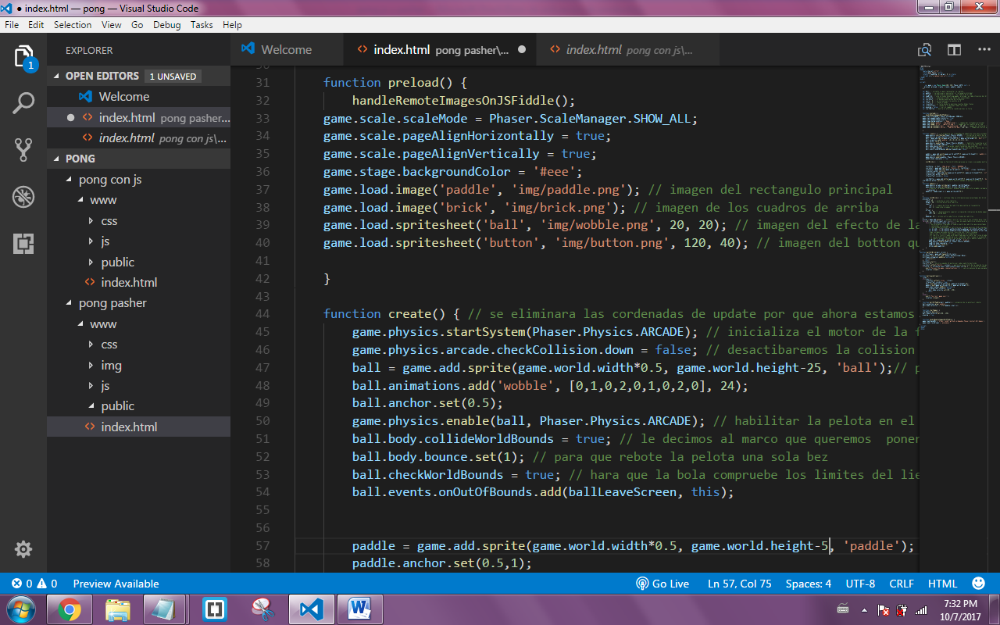 ● index.html — pong — Visual Studio Code
File Edit Selection View Go Debug Tasks Help
EXPLORER
OPEN EDITORS 1 UNSAVED
Welcome
index.html pong pasher...
index.html pong con js\...
PONG
pong con js
www
css
js
public
index.html
pong pasher
www
css
img
js
public
index.html
1
Welcome
index.html pong pasher\... ●
index.html pong con js\...
31 function preload() {
32 handleRemoteImagesOnJSFiddle();
33 game.scale.scaleMode = Phaser.ScaleManager.SHOW_ALL;
34 game.scale.pageAlignHorizontally = true;
35 game.scale.pageAlignVertically = true;
36 game.stage.backgroundColor = '#eee';
37 game.load.image('paddle', 'img/paddle.png'); // imagen del rectangulo principal
38 game.load.image('brick', 'img/brick.png'); // imagen de los cuadros de arriba
39 game.load.spritesheet('ball', 'img/wobble.png', 20, 20); // imagen del efecto de la
40 game.load.spritesheet('button', 'img/button.png', 120, 40); // imagen del botton qu
41
42 }
43
44 function create() { // se eliminara las cordenadas de update por que ahora estamos
45 game.physics.startSystem(Phaser.Physics.ARCADE); // inicializa el motor de la f
46 game.physics.arcade.checkCollision.down = false; // desactibaremos la colision
47 ball = game.add.sprite(game.world.width*0.5, game.world.height-25, 'ball');// p
48 ball.animations.add('wobble', [0,1,0,2,0,1,0,2,0], 24);
49 ball.anchor.set(0.5);
50 game.physics.enable(ball, Phaser.Physics.ARCADE); // habilitar la pelota en el
51 ball.body.collideWorldBounds = true; // le decimos al marco que queremos  poner
52 ball.body.bounce.set(1); // para que rebote la pelota una sola bez
53 ball.checkWorldBounds = true; // hara que la bola compruebe los limites del lie
54 ball.events.onOutOfBounds.add(ballLeaveScreen, this);
55
56
57 paddle = game.add.sprite(game.world.width*0.5, game.world.height-5, 'paddle');
58 paddle.anchor.set(0.5,1);
0 0 Preview Available
Go Live Ln 57, Col 75 Spaces: 4 UTF-8 CRLF HTML
7:32 PM
10/7/2017